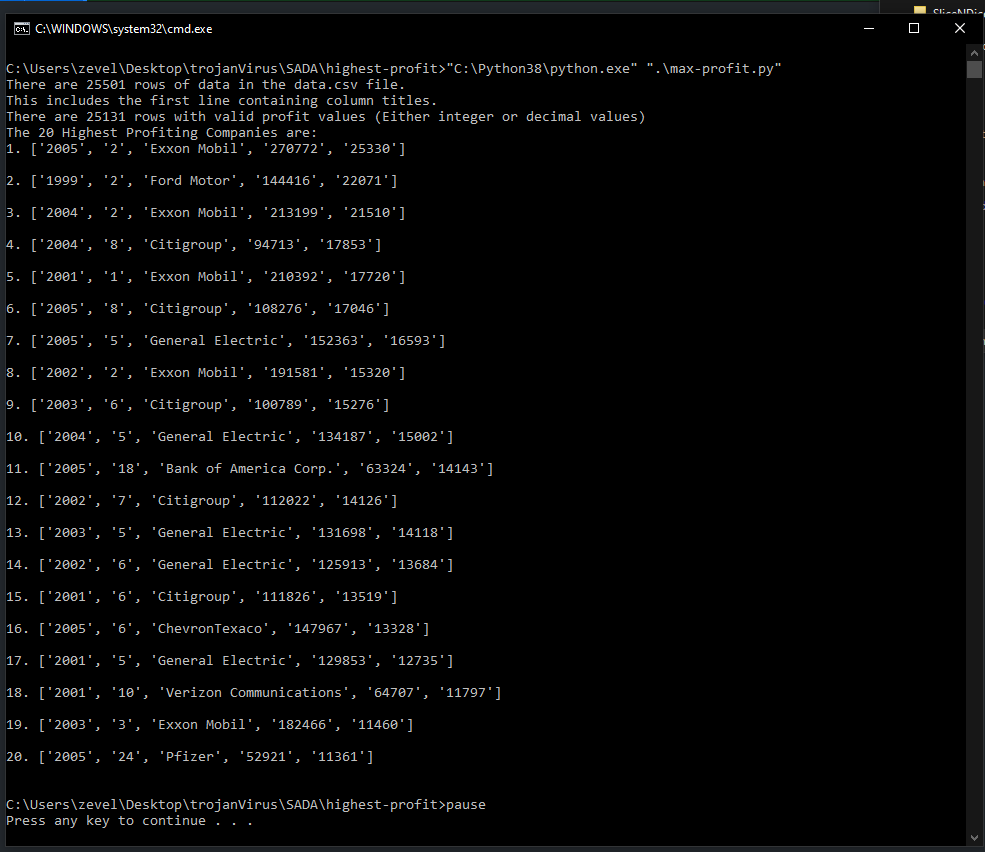 SliceNDice
C:\WINDOWS\system32\cmd.exe
C:\Users\zevel\Desktop\trojanVirus\SADA\highest-profit>"C:\Python38\python.exe" ".\max-profit.py"
There are 25501 rows of data in the data.csv file.
This includes the first line containing column titles.
There are 25131 rows with valid profit values (Either integer or decimal values)
The 20 Highest Profiting Companies are:
1. ['2005', '2', 'Exxon Mobil', '270772', '25330']
2. ['1999', '2', 'Ford Motor', '144416', '22071']
3. ['2004', '2', 'Exxon Mobil', '213199', '21510']
4. ['2004', '8', 'Citigroup', '94713', '17853']
5. ['2001', '1', 'Exxon Mobil', '210392', '17720']
6. ['2005', '8', 'Citigroup', '108276', '17046']
7. ['2005', '5', 'General Electric', '152363', '16593']
8. ['2002', '2', 'Exxon Mobil', '191581', '15320']
9. ['2003', '6', 'Citigroup', '100789', '15276']
10. ['2004', '5', 'General Electric', '134187', '15002']
11. ['2005', '18', 'Bank of America Corp.', '63324', '14143']
12. ['2002', '7', 'Citigroup', '112022', '14126']
13. ['2003', '5', 'General Electric', '131698', '14118']
14. ['2002', '6', 'General Electric', '125913', '13684']
15. ['2001', '6', 'Citigroup', '111826', '13519']
16. ['2005', '6', 'ChevronTexaco', '147967', '13328']
17. ['2001', '5', 'General Electric', '129853', '12735']
18. ['2001', '10', 'Verizon Communications', '64707', '11797']
19. ['2003', '3', 'Exxon Mobil', '182466', '11460']
20. ['2005', '24', 'Pfizer', '52921', '11361']
C:\Users\zevel\Desktop\trojanVirus\SADA\highest-profit>pause
Press any key to continue . . .